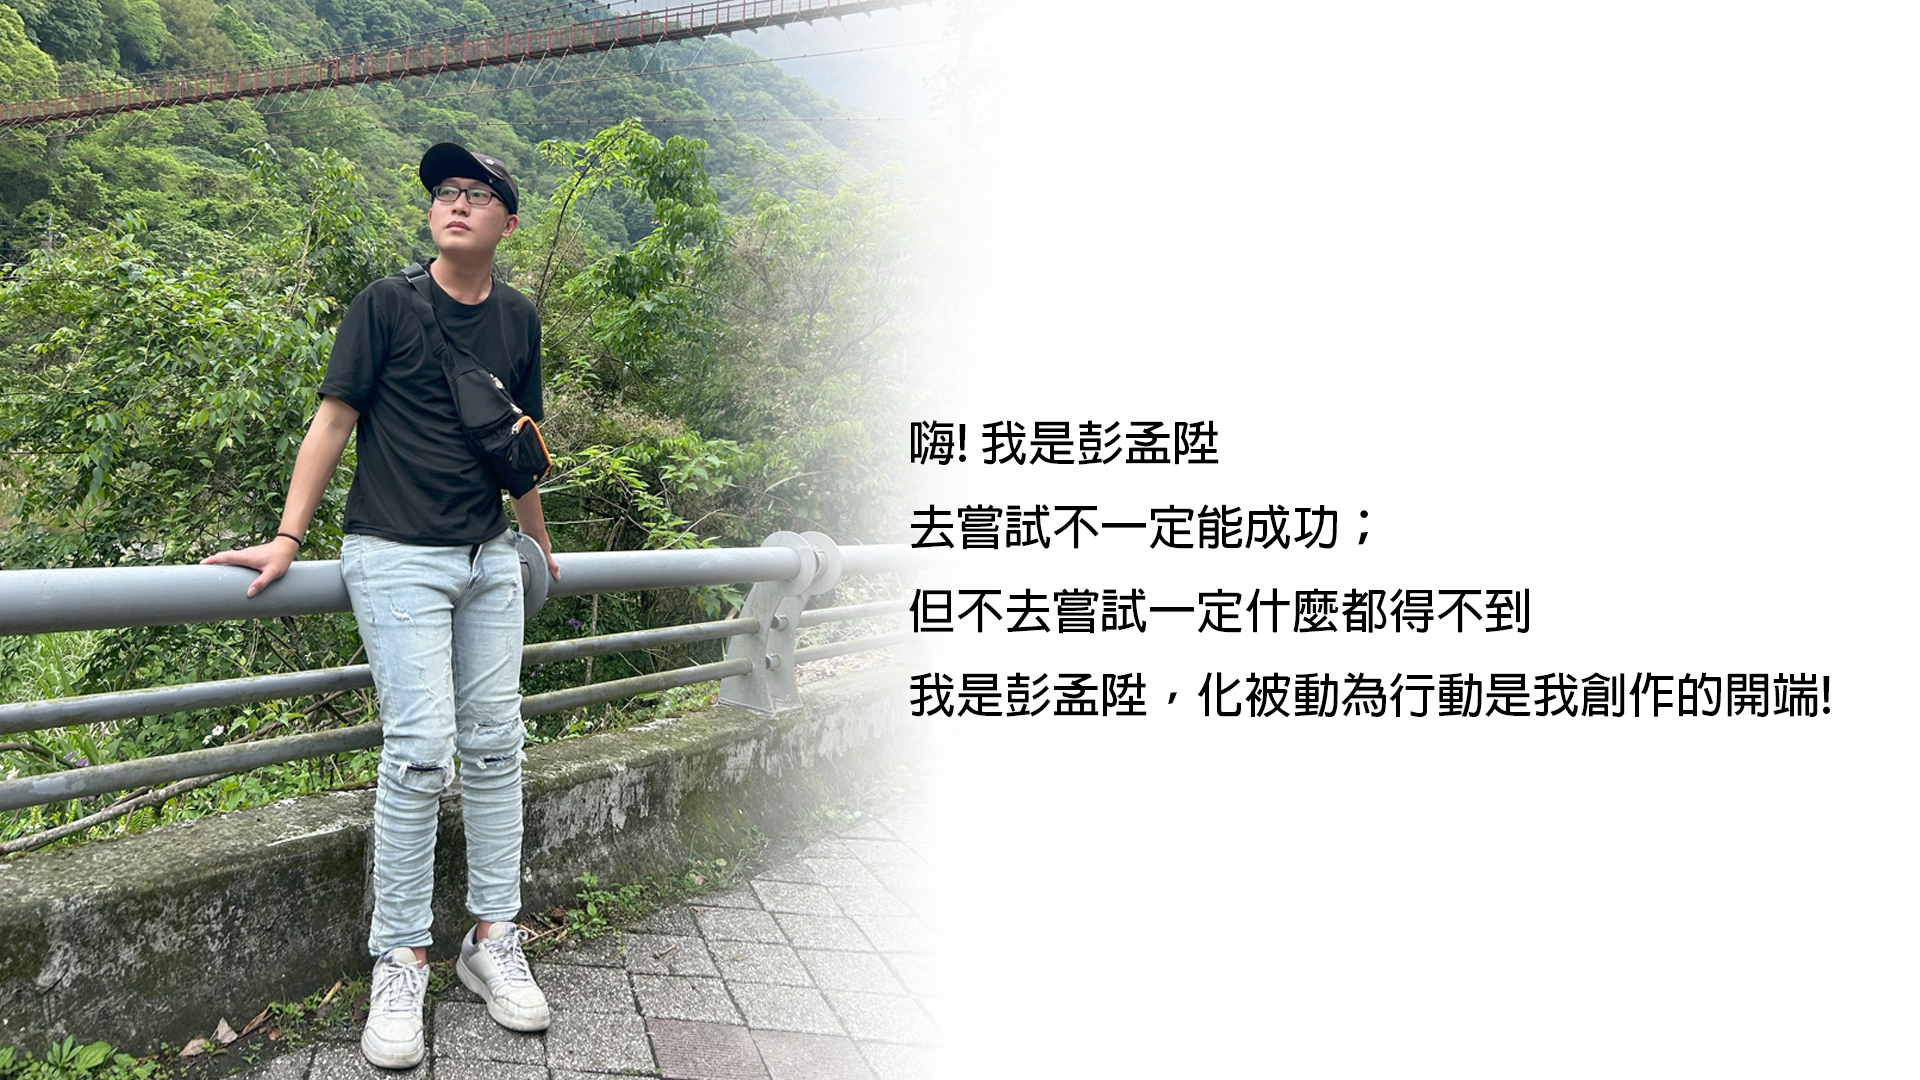 嗨! 我是彭孟陞
去嘗試不一定能成功；
但不去嘗試一定什麼都得不到
我是彭孟陞，化被動為行動是我創作的開端!